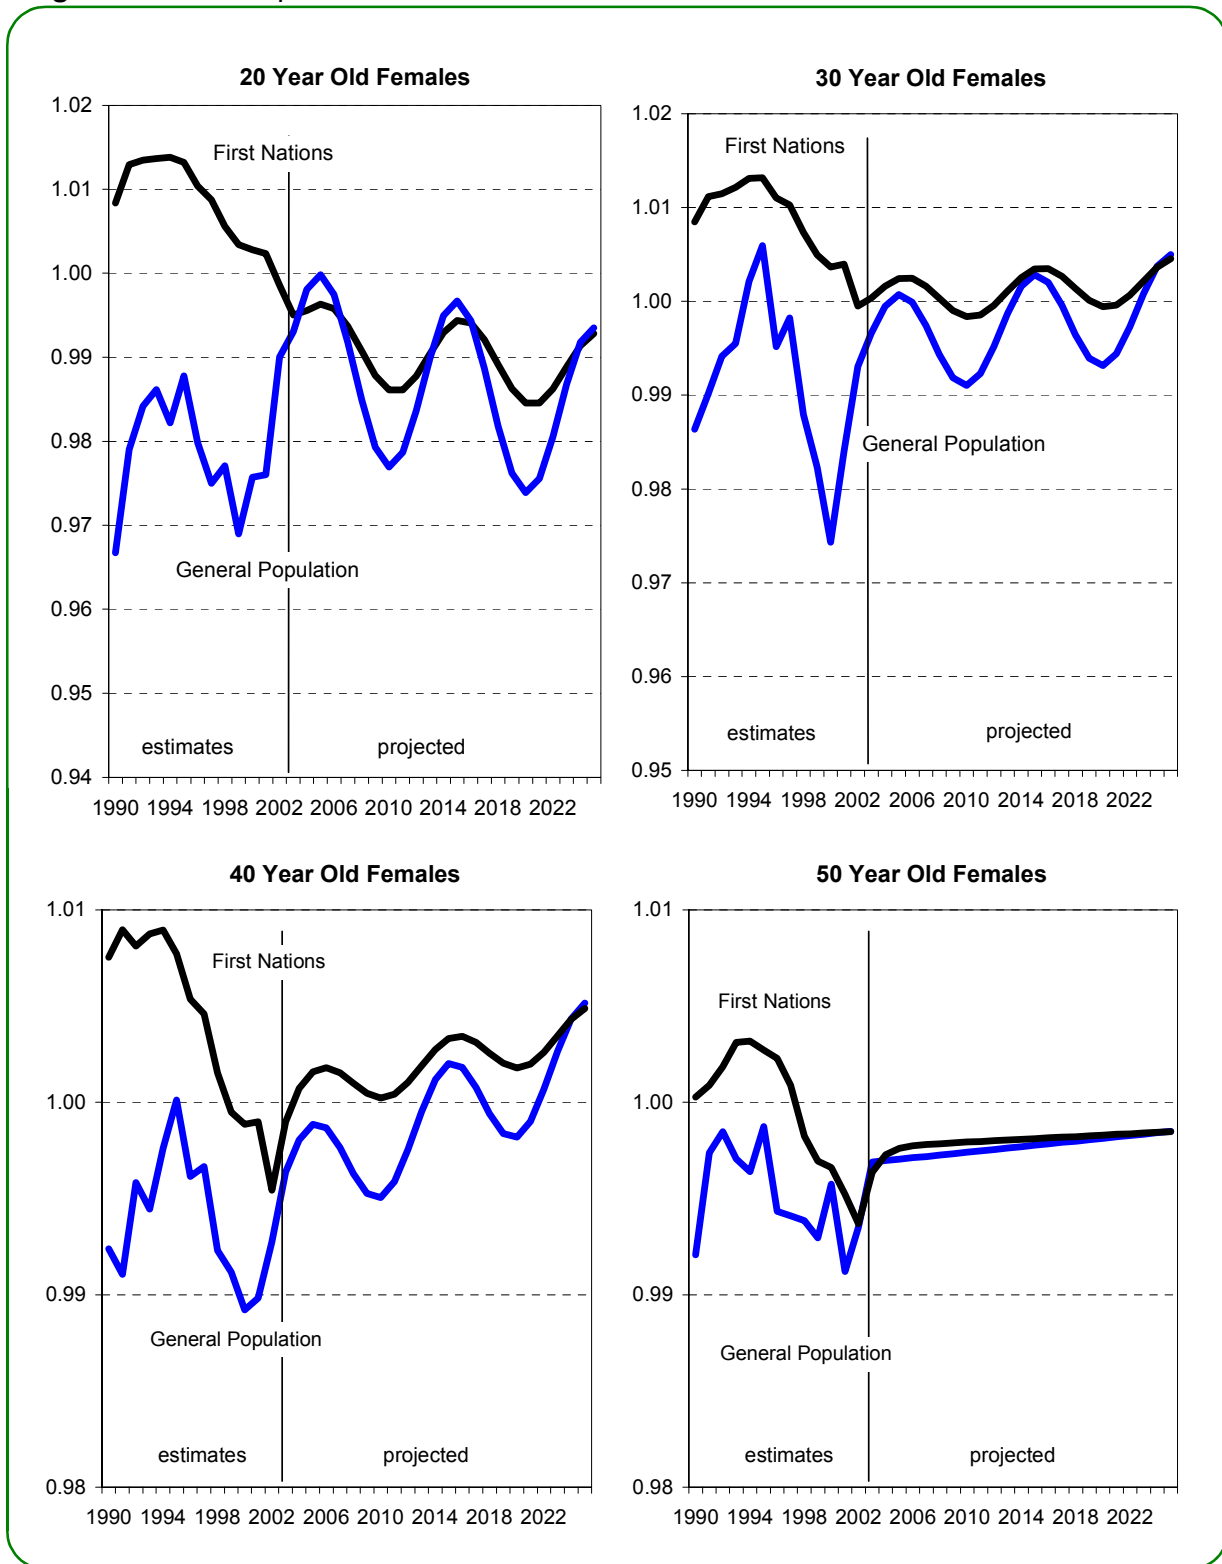 20 Year Old Females
1.02
1.01
1.00
0.99
0.98
0.97
0.96
0.95
0.94
First Nations
General Population
estimates projected
1990 1994 1998 2002 2006 2010 2014 2018 2022
30 Year Old Females
1.02
1.01
1.00
0.99
0.98
0.97
0.96
0.95
First Nations
General Population
estimates projected
1990 1994 1998 2002 2006 2010 2014 2018 2022
40 Year Old Females
1.01
1.00
0.99
0.98
First Nations
General Population
estimates projected
1990 1994 1998 2002 2006 2010 2014 2018 2022
50 Year Old Females
1.01
1.00
0.99
0.98
First Nations
General Population
estimates projected
1990 1994 1998 2002 2006 2010 2014 2018 2022